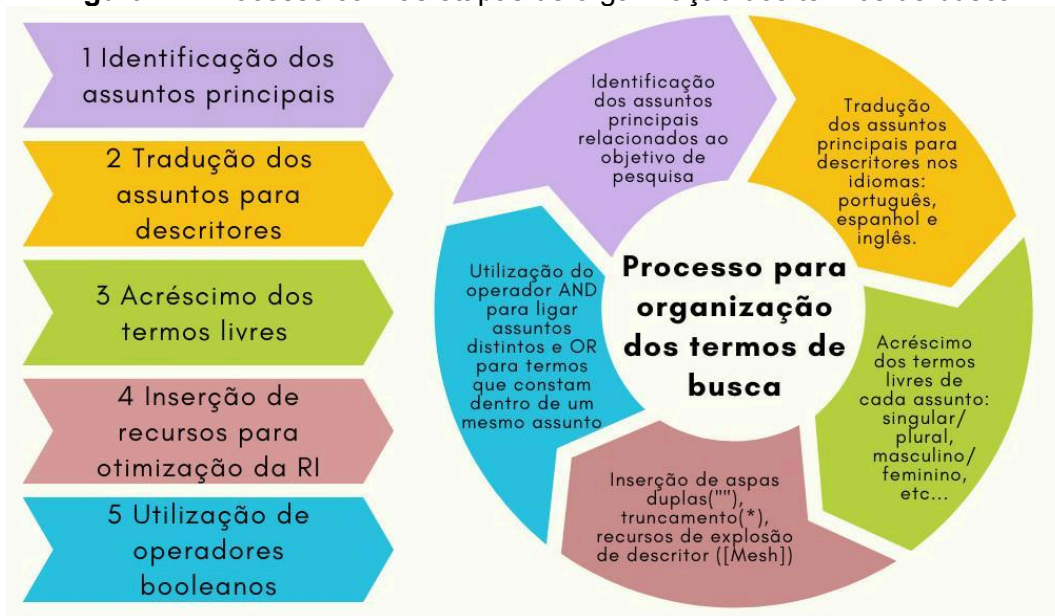 1 Identificação dos
assuntos principais
2 Tradução dos
assuntos para
descritores
3 Acréscimo dos
termos livres
4 Inserção de
recursos para
otimização da RI
5 Utilização de
operadores
booleanos
Identificação
dos assuntos
principais
relacionados ao
objetivo de
pesquisa
Tradução
dos assuntos
principais para
descritores nos
idiomas:
português,
espanhol e
inglês.
Acréscimo
dos termos
livres de
cada assunto:
singular/
plural,
masculino/
feminino,
etc...
Inserção de aspas
duplas(""),
truncamento(*),
recursos de explosão
de descritor ([Mesh])
Utilização do
operador AND
para ligar
assuntos
distintos e OR
para termos
que constam
dentro de um
mesmo assunto
Processo para
organização
dos termos de
busca